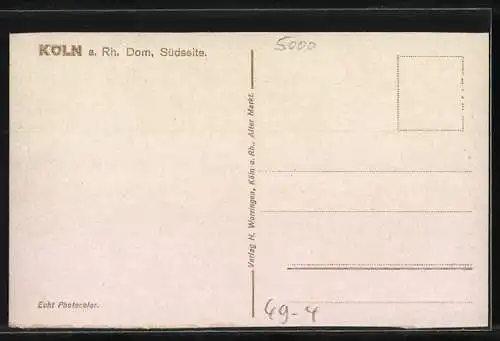 KÖLN a. Rh. Dom, Südseite.
5000
Verlag H. Worringen, Köln a. Rh., Alter Markt.
Echt Photocolor.
49-4